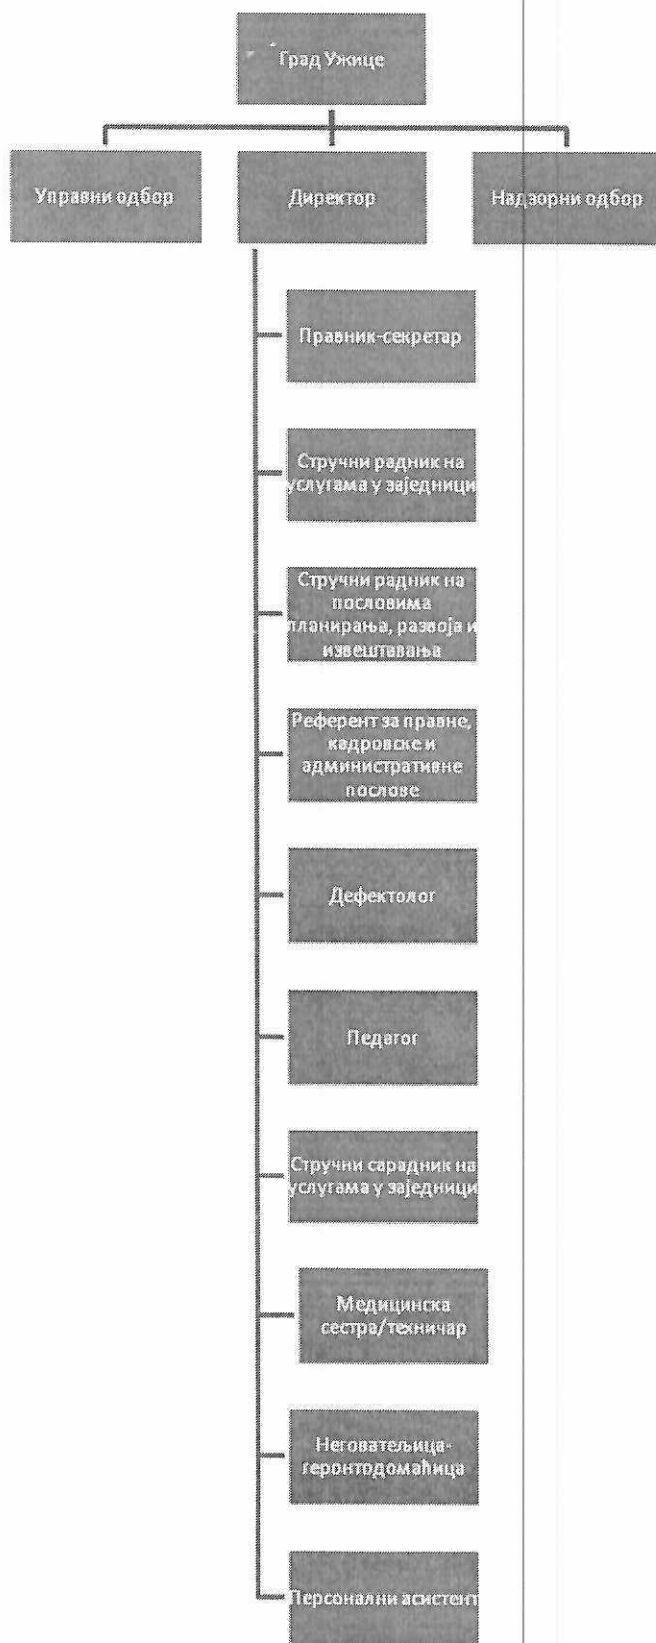 Град Ужице
Управни одбор
Директор
Надзорни одбор
Правник-секретар
Стручни радник на
услугама у заједници
Стручни радник на
пословима
планирања, развоја и
извештавања
Референт за правне,
кадровске и
административне
послове
Дефектолог
Педагог
Стручни сарадник на
услугама у заједници
Медицинска
сестра/техничар
Неговатељица-
геронтодомаћица
Персонални асистент